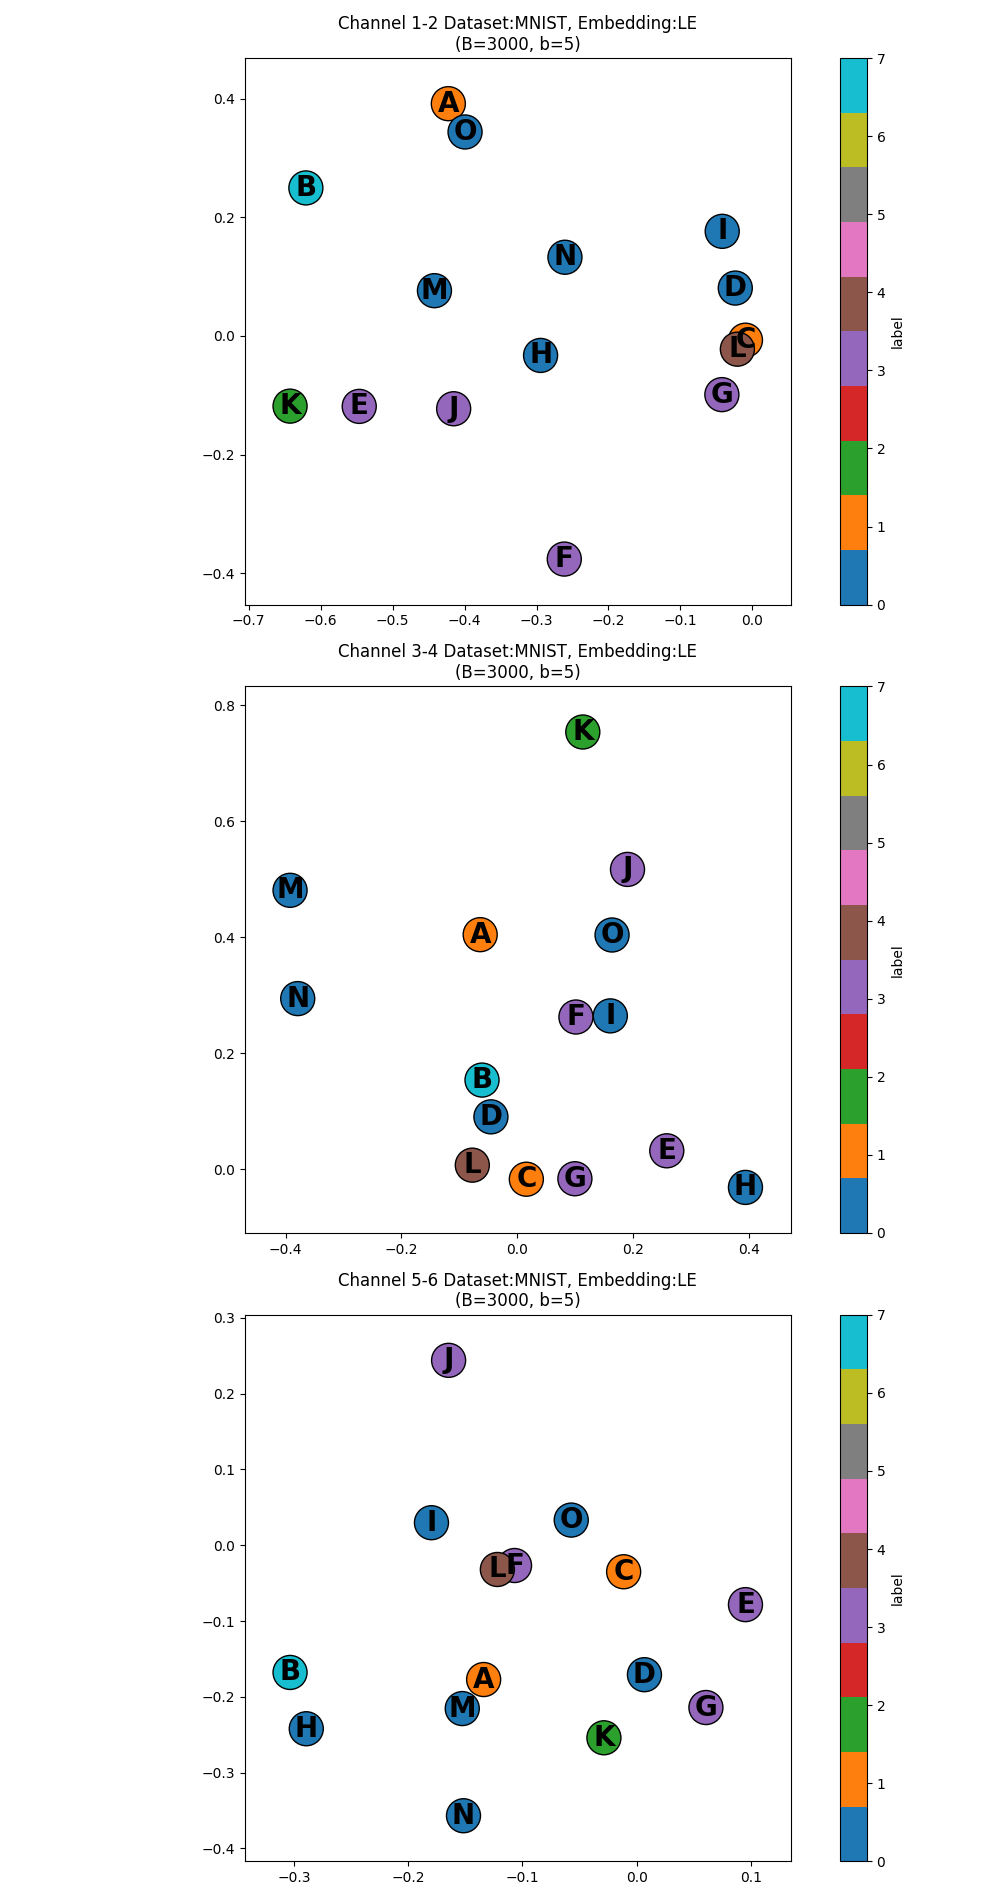 Channel 1-2 Dataset:MNIST, Embedding:LE
(B=3000, b=5)
0.4
0.2
0.0
−0.2
−0.4
A
O
B
I
N
D
M
C
L
H
G
K
E
J
F
−0.7 −0.6 −0.5 −0.4 −0.3 −0.2 −0.1 0.0
7
6
5
4
3
2
1
0
label
Channel 3-4 Dataset:MNIST, Embedding:LE
(B=3000, b=5)
0.8
0.6
0.4
0.2
0.0
K
J
M
A
O
N
F
I
B
D
E
L
C
G
H
−0.4 −0.2 0.0 0.2 0.4
7
6
5
4
3
2
1
0
label
Channel 5-6 Dataset:MNIST, Embedding:LE
(B=3000, b=5)
0.3
0.2
0.1
0.0
−0.1
−0.2
−0.3
−0.4
J
I
O
L
F
C
E
B
A
D
M
G
H
K
N
−0.3 −0.2 −0.1 0.0 0.1
7
6
5
4
3
2
1
0
label